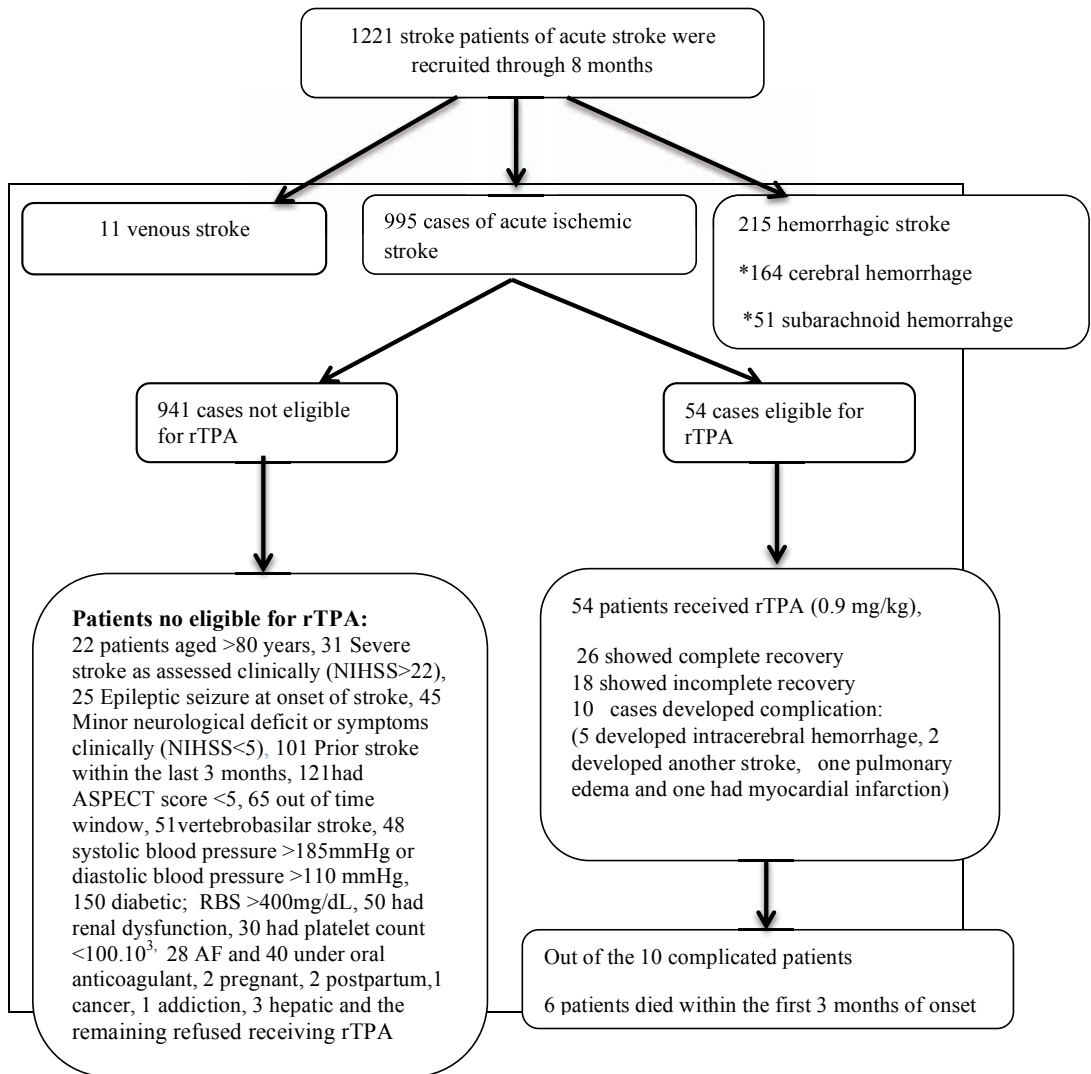 1221 stroke patients of acute stroke were
recruited through 8 months
11 venous stroke
995 cases of acute ischemic
stroke
215 hemorrhagic stroke
*164 cerebral hemorrhage
*51 subarachnoid hemorrahge
941 cases not eligible
for rTPA
54 cases eligible for
rTPA
Patients no eligible for rTPA:
22 patients aged >80 years, 31 Severe
stroke as assessed clinically (NIHSS>22),
25 Epileptic seizure at onset of stroke, 45
Minor neurological deficit or symptoms
clinically (NIHSS<5), 101 Prior stroke
within the last 3 months, 121had
ASPECT score <5, 65 out of time
window, 51vertebrobasilar stroke, 48
systolic blood pressure >185mmHg or
diastolic blood pressure >110 mmHg,
150 diabetic; RBS >400mg/dL, 50 had
renal dysfunction, 30 had platelet count
<100.10³, 28 AF and 40 under oral
anticoagulant, 2 pregnant, 2 postpartum,1
cancer, 1 addiction, 3 hepatic and the
remaining refused receiving rTPA
54 patients received rTPA (0.9 mg/kg),
26 showed complete recovery
18 showed incomplete recovery
10 cases developed complication:
(5 developed intracerebral hemorrhage, 2
developed another stroke, one pulmonary
edema and one had myocardial infarction)
Out of the 10 complicated patients
6 patients died within the first 3 months of onset